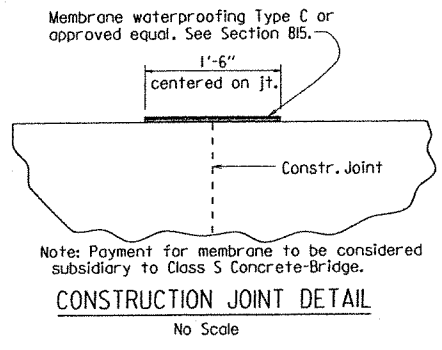 Membrane waterproofing Type C or
approved equal. See Section 815.
1'-6"
centered on jt.
Constr. Joint
Note: Payment for membrane to be considered
subsidiary to Class S Concrete-Bridge.
CONSTRUCTION JOINT DETAIL
No Scale